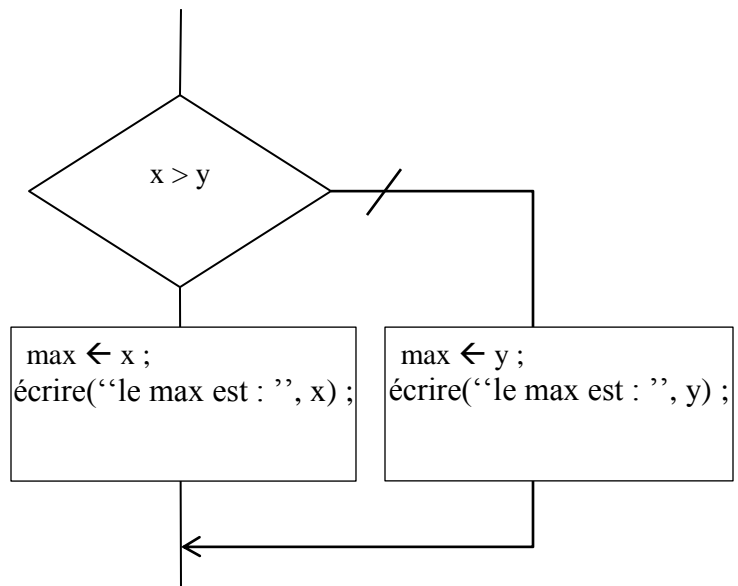 x > y
max ← x ;
écrire(‘‘le max est : ’’, x) ;
max ← y ;
écrire(‘‘le max est : ’’, y) ;